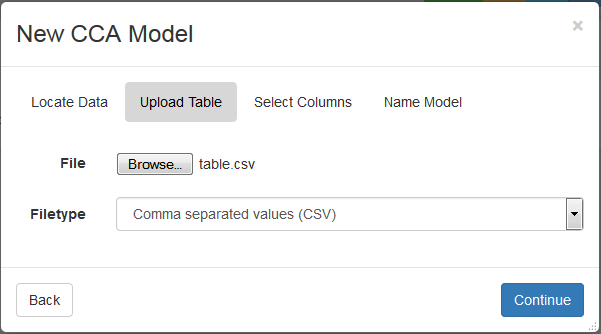 New CCA Model
×
Locate Data Upload Table Select Columns Name Model
File Browse... table.csv
Filetype Comma separated values (CSV)
Back Continue